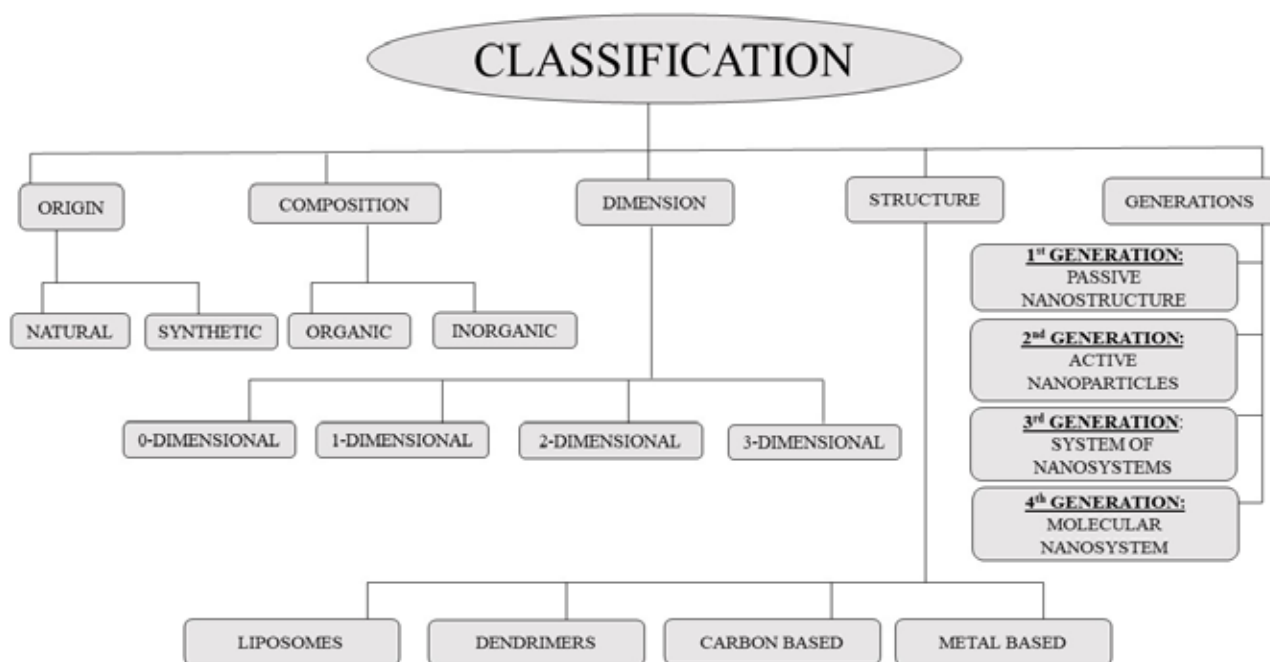 CLASSIFICATION
ORIGIN
COMPOSITION
DIMENSION
STRUCTURE
GENERATIONS
NATURAL
SYNTHETIC
ORGANIC
INORGANIC
0-DIMENSIONAL
1-DIMENSIONAL
2-DIMENSIONAL
3-DIMENSIONAL
1st GENERATION:
PASSIVE
NANOSTRUCTURE
2nd GENERATION:
ACTIVE
NANOPARTICLES
3rd GENERATION:
SYSTEM OF
NANOSYSTEMS
4th GENERATION:
MOLECULAR
NANOSYSTEM
LIPOSOMES
DENDRIMERS
CARBON BASED
METAL BASED